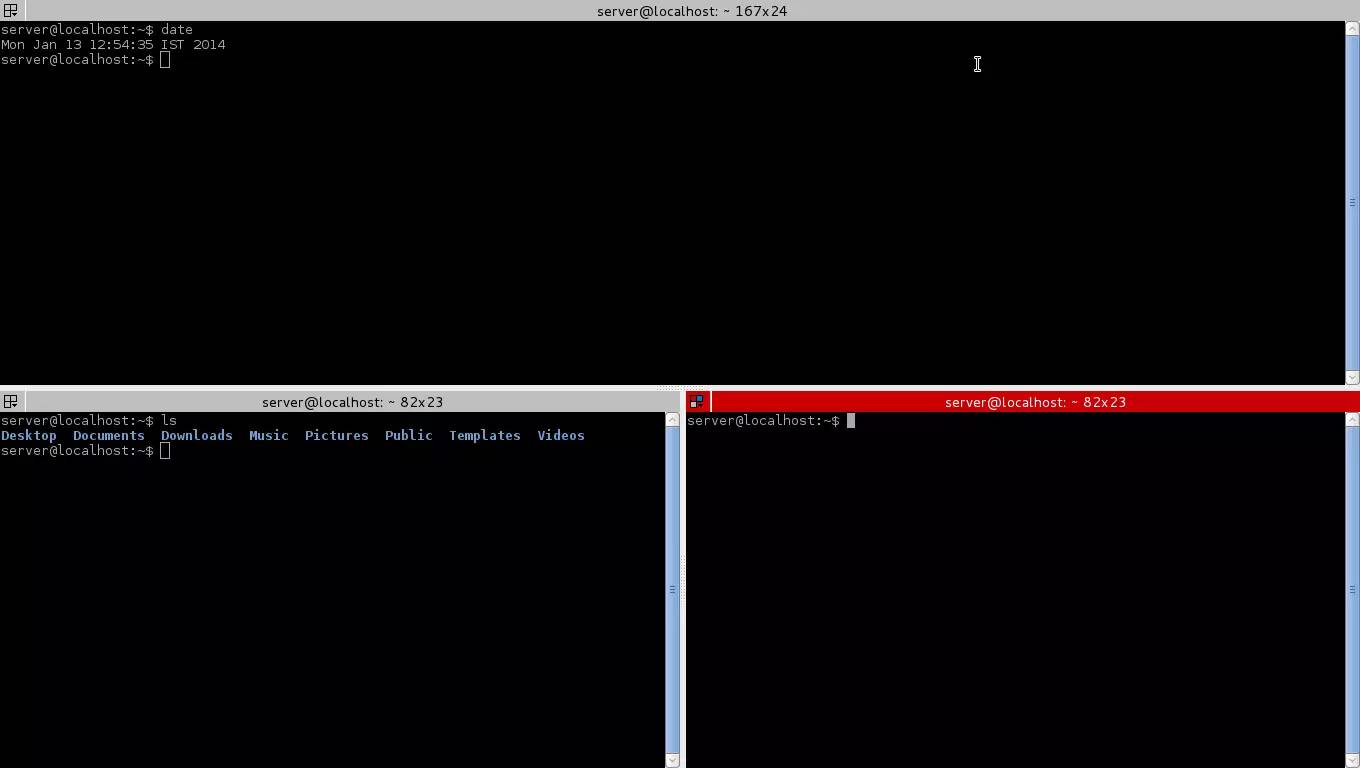 server@localhost: ~ 167x24
server@localhost:~$ date
Mon Jan 13 12:54:35 IST 2014
server@localhost:~$
server@localhost: ~ 82x23
server@localhost:~$ ls
Desktop  Documents  Downloads  Music  Pictures  Public  Templates  Videos
server@localhost:~$
server@localhost: ~ 82x23
server@localhost:~$